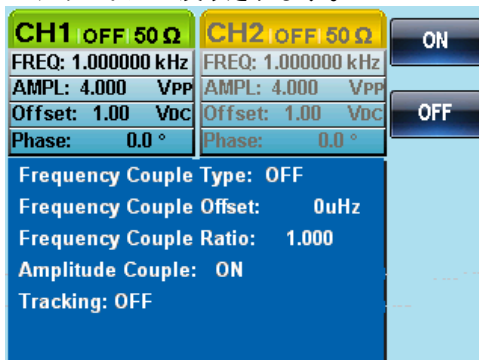 CH1 OFF 50 Ω CH2 OFF 50 Ω ON
FREQ: 1.000000 kHz FREQ: 1.000000 kHz
AMPL: 4.000 VPP AMPL: 4.000 VPP
Offset: 1.00 VDC Offset: 1.00 VDC OFF
Phase: 0.0 ° Phase: 0.0 °
Frequency Couple Type: OFF
Frequency Couple Offset: 0uHz
Frequency Couple Ratio: 1.000
Amplitude Couple: ON
Tracking: OFF